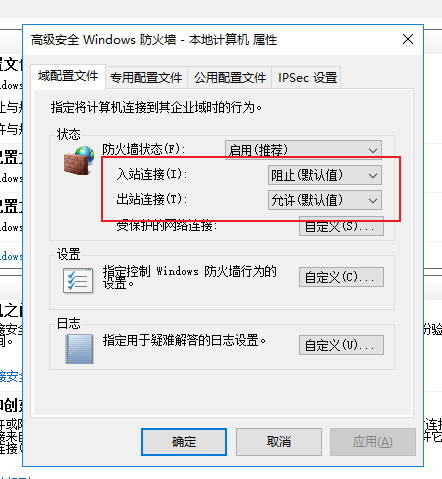 高级安全 Windows 防火墙 - 本地计算机 属性
域配置文件 专用配置文件 公用配置文件 IPSec 设置
指定将计算机连接到其企业域时的行为。
状态
防火墙状态(F): 启用(推荐)
入站连接(I): 阻止(默认值)
出站连接(T): 允许(默认值)
受保护的网络连接: 自定义(S)...
设置
指定控制 Windows 防火墙行为的
设置。
自定义(C)...
日志
指定用于疑难解答的日志设置。
自定义(U)...
确定 取消 应用(A)